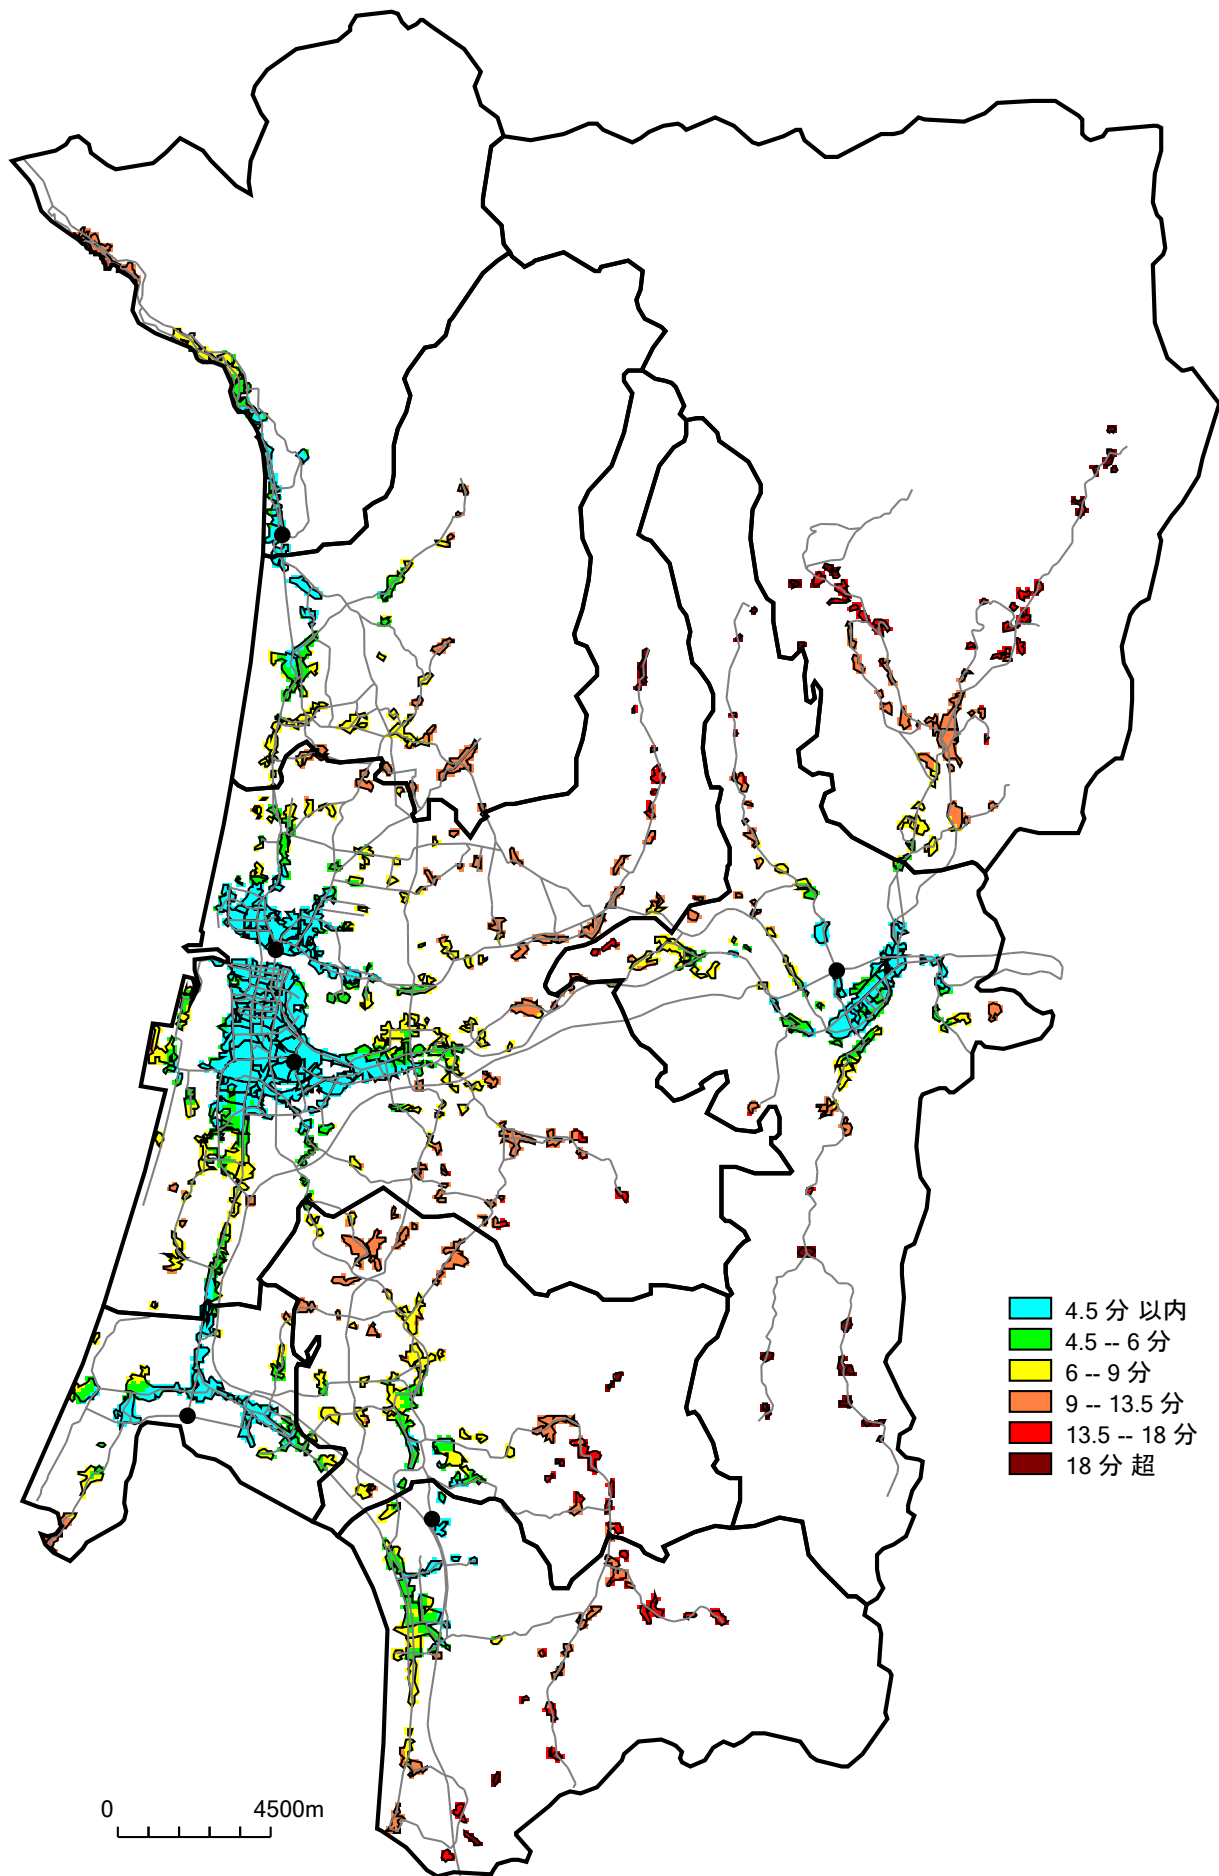 4.5 分 以内
4.5 -- 6 分
6 -- 9 分
9 -- 13.5 分
13.5 -- 18 分
18 分 超
0 4500m